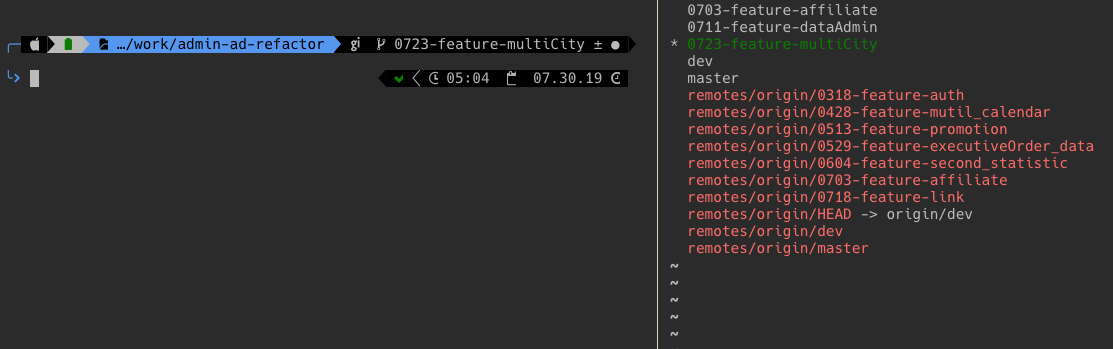 …/work/admin-ad-refactor gi 0723-feature-multiCity ± ●
05:04 07.30.19
0703-feature-affiliate
0711-feature-dataAdmin
* 0723-feature-multiCity
dev
master
remotes/origin/0318-feature-auth
remotes/origin/0428-feature-mutil_calendar
remotes/origin/0513-feature-promotion
remotes/origin/0529-feature-executiveOrder_data
remotes/origin/0604-feature-second_statistic
remotes/origin/0703-feature-affiliate
remotes/origin/0718-feature-link
remotes/origin/HEAD -> origin/dev
remotes/origin/dev
remotes/origin/master
~
~
~
~
~